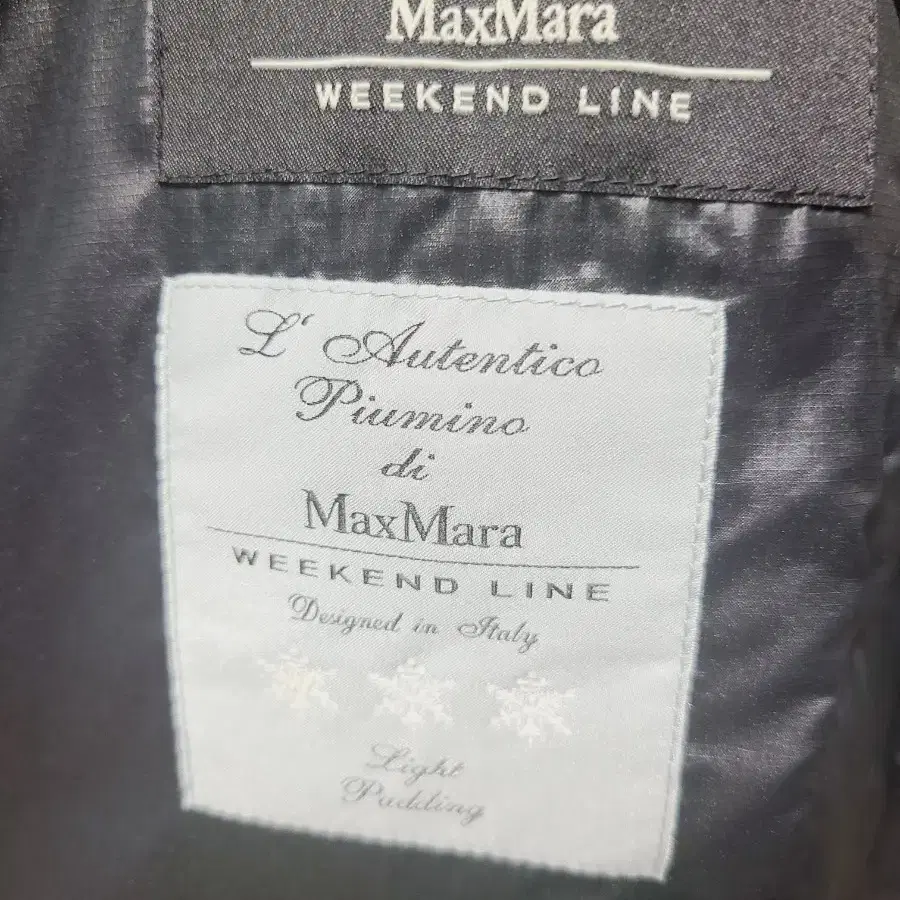 MaxMara
WEEKEND LINE
L' Autentico
Piumino
di
MaxMara
WEEKEND LINE
Designed in Italy
Light
Padding